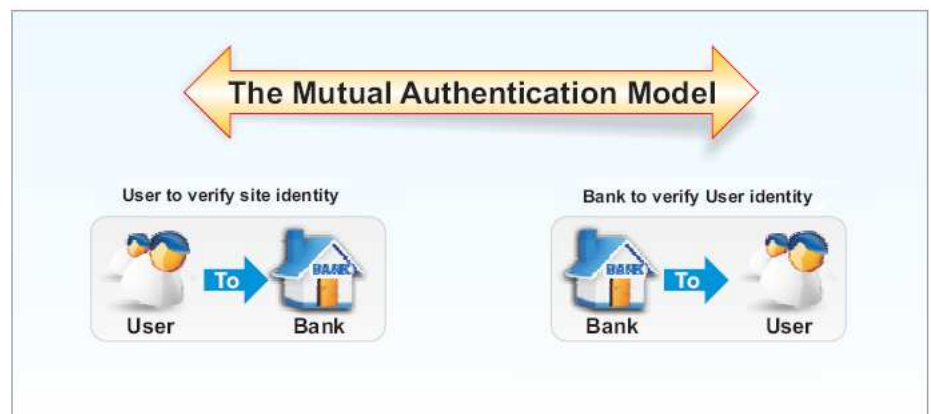 The Mutual Authentication Model
User to verify site identity
Bank to verify User identity
BANK
To
User
Bank
BANK
To
Bank
User